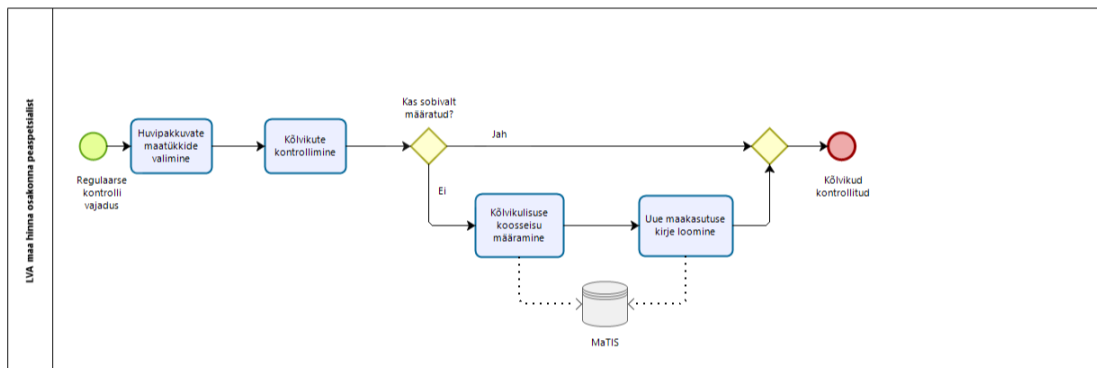 LVA maa hinna osakonna peaspetsialist
Regulaarse
kontrolli
vajadus
Huvipakkuvate
maatükkide
valimine
Kõlvikute
kontrollimine
Kas sobivalt
määratud?
Jah
Ei
Kõlvikulisuse
koosseisu
määramine
Uue maakasutuse
kirje loomine
MaTIS
Kõlvikud
kontrollitud